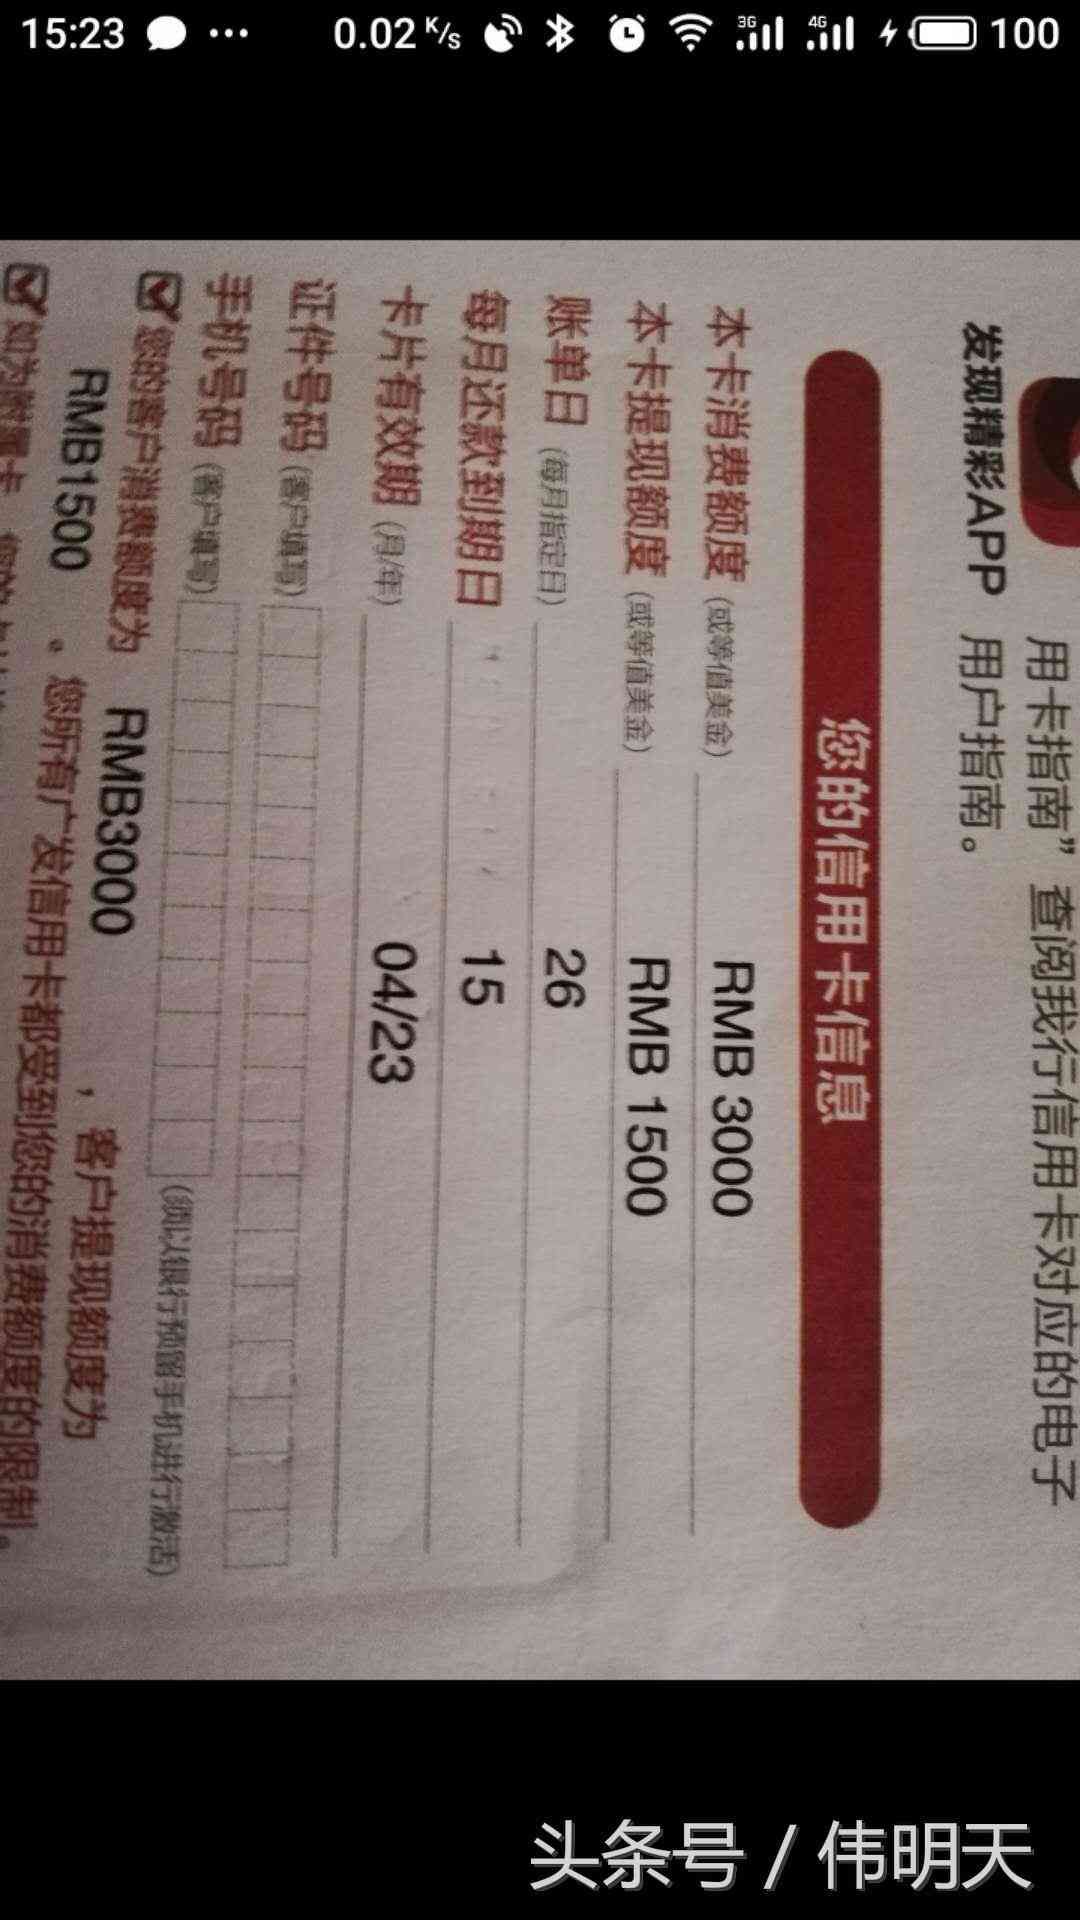 15:23 0.02 K/s 3G 4G 100
用卡指南”查阅我行信用卡对应的电子
发现精彩APP 用户指南。
您的信用卡信息
本卡消费额度（或等值美金） RMB 3000
本卡提现额度（或等值美金） RMB 1500
账单日（每月指定日） 26
每月还款到期日 15
卡片有效期（月/年） 04/23
证件号码（客户填写）
手机号码（客户填写） （须以银行预留手机进行激活）
您的客户消费额度为 RMB3000 ，客户提现额度为
RMB1500 。您所有广发信用卡都受到您的消费额度的限制。
如为附属卡
头条号 / 伟明天